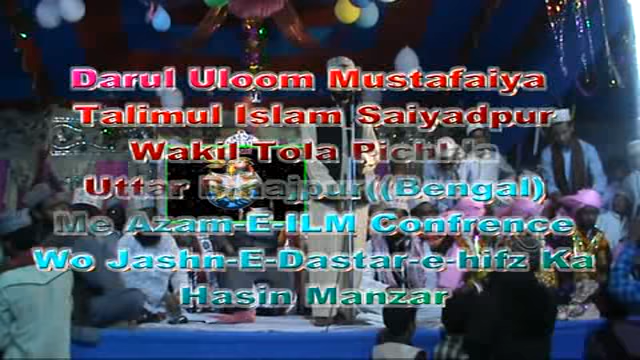 Darul Uloom Mustafaiya
Talimul Islam Saiyadpur
Wakil Tola
Uttar Dinajpur((Bengal)
Me Azam-E-ILM Confrence
Wo Jashn-E-Dastar-e-hifz Ka
Hasin Manzar